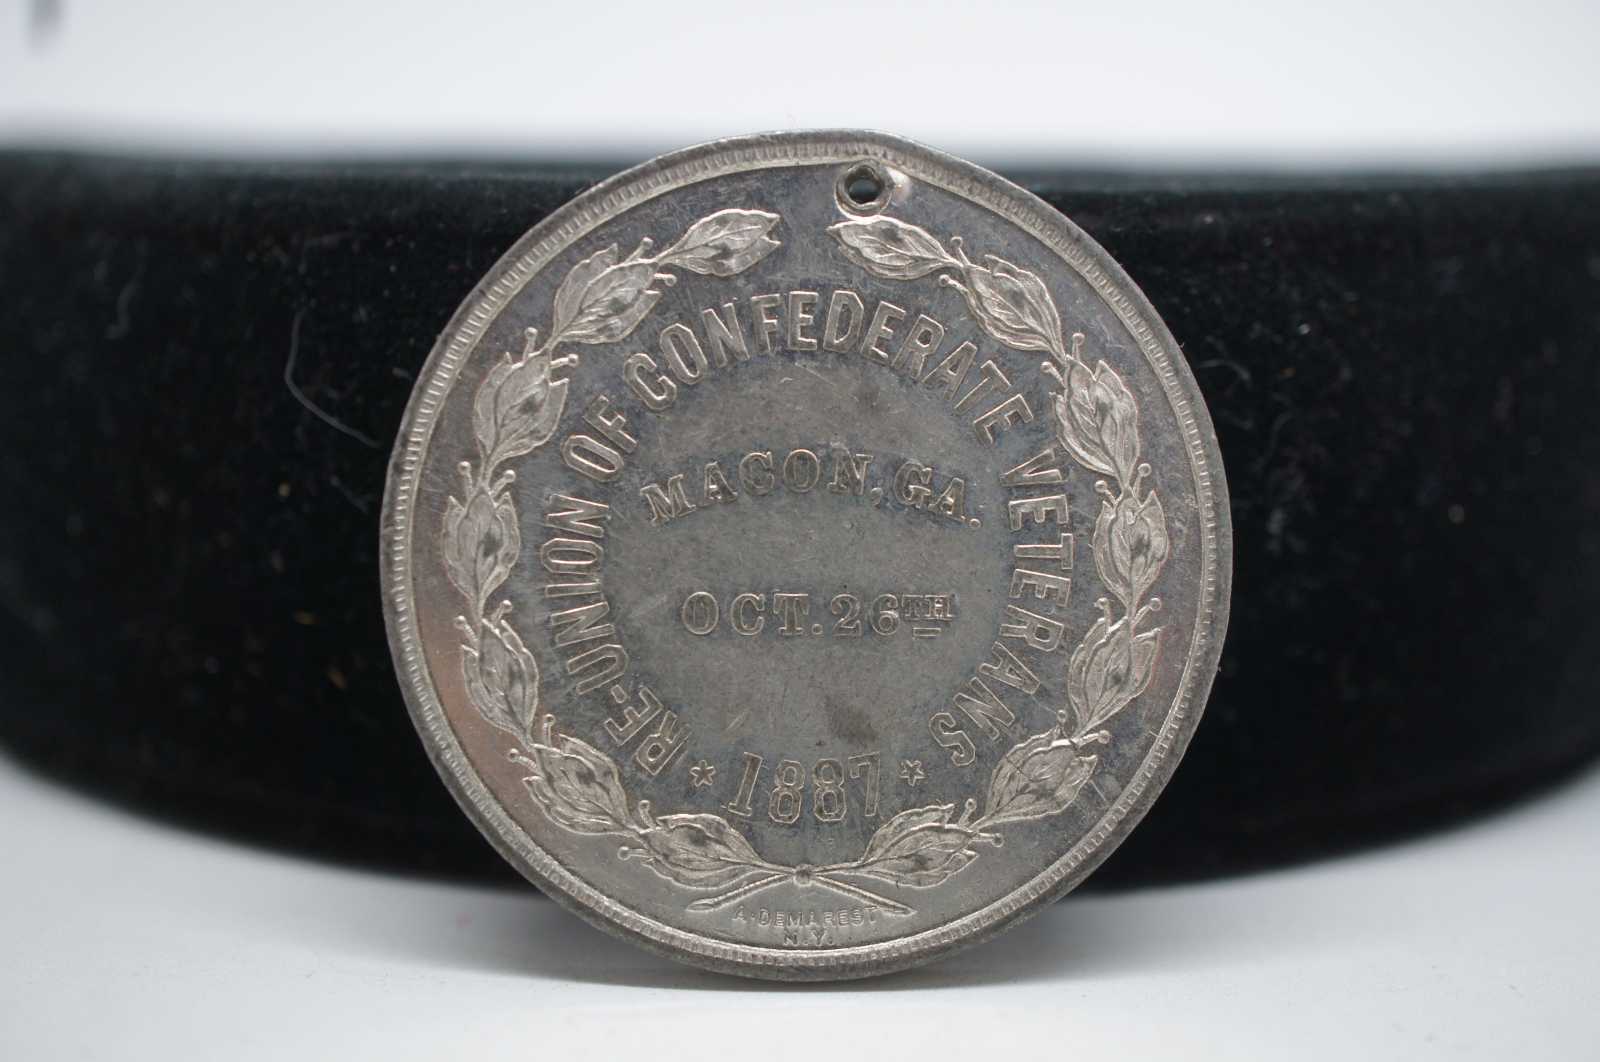 RE-UNION OF CONFEDERATE VETERANS
MACON, GA.
OCT. 26TH
* 1887 *
A. DEMAREST
N.Y.